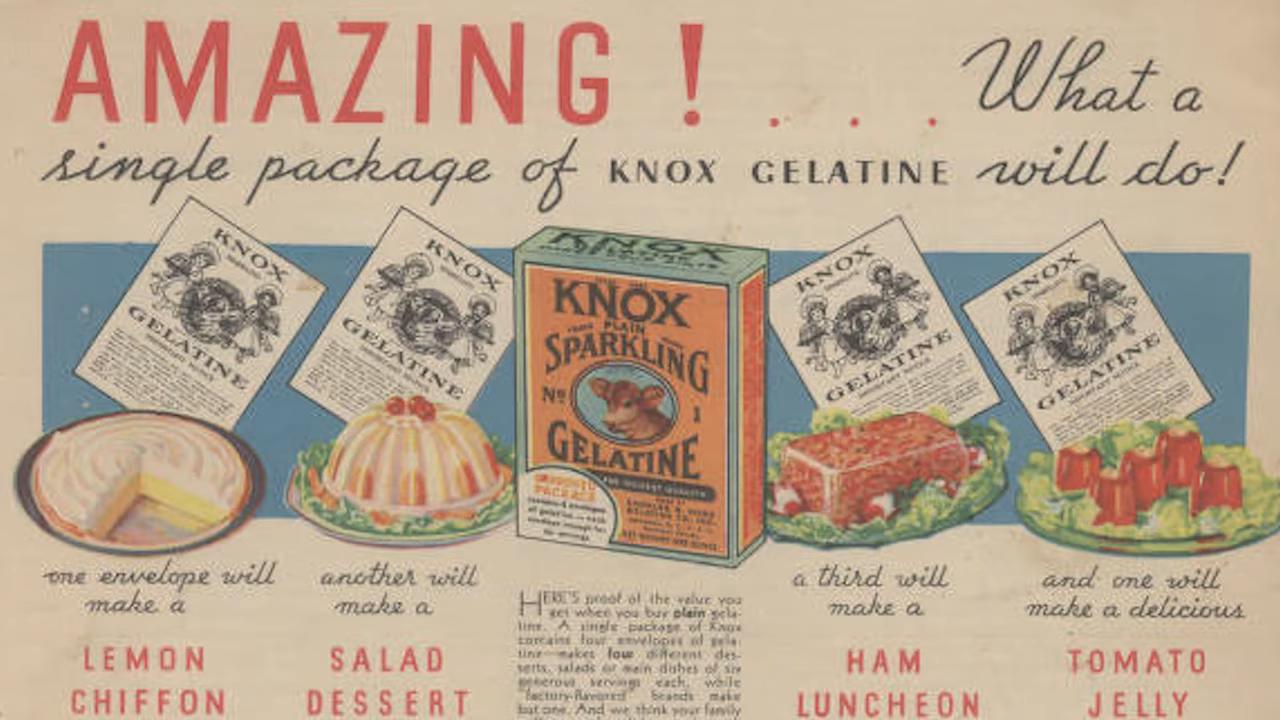 AMAZING ! . . . What a
single package of KNOX GELATINE will do!
KNOX
GELATINE
KNOX
GELATINE
KNOX
KNOX
PLAIN
SPARKLING
No 1
GELATINE
KNOX
GELATINE
KNOX
GELATINE
one envelope will
make a
LEMON
CHIFFON
another will
make a
SALAD
DESSERT
HERE'S proof of the value you
get when you buy plain gela-
tine. A single package of Knox
contains four envelopes of gela-
tine—makes four different des-
serts, salads or main dishes of six
generous servings each, while
"factory-flavored" brands make
but one. And we think your family
a third will
make a
HAM
LUNCHEON
and one will
make a delicious
TOMATO
JELLY